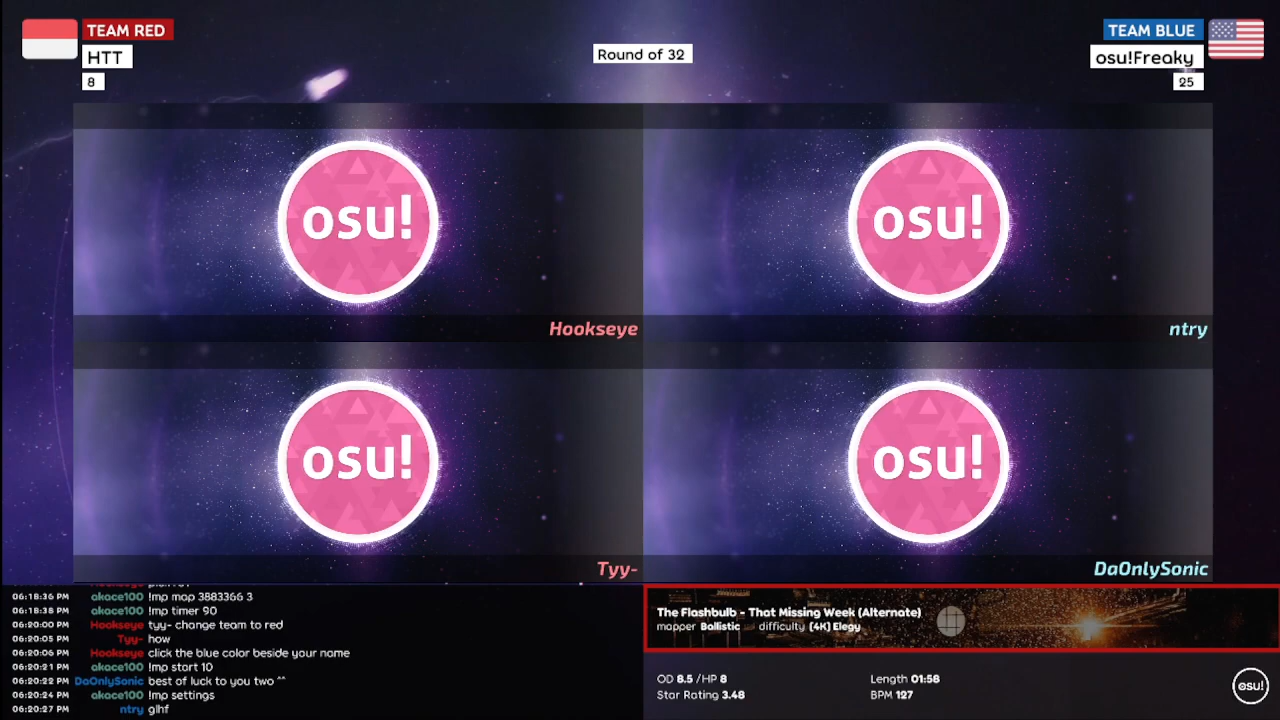 TEAM RED
HTT
8
Round of 32
TEAM BLUE
osu!Freaky
25
osu!
osu!
Hookseye
ntry
osu!
osu!
Tyy-
DaOnlySonic
06:18:36 PM akace100 !mp map 3883366 3
06:18:38 PM akace100 !mp timer 90
06:20:00 PM Hookseye tyy- change team to red
06:20:05 PM Tyy- how
06:20:06 PM Hookseye click the blue color beside your name
06:20:21 PM akace100 !mp start 10
06:20:22 PM DaOnlySonic best of luck to you two ^^
06:20:24 PM akace100 !mp settings
06:20:27 PM ntry glhf
The Flashbulb - That Missing Week (Alternate)
mapper Ballistic difficulty [4K] Elegy
OD 8.5 / HP 8 Length 01:58
Star Rating 3.48 BPM 127
osu!